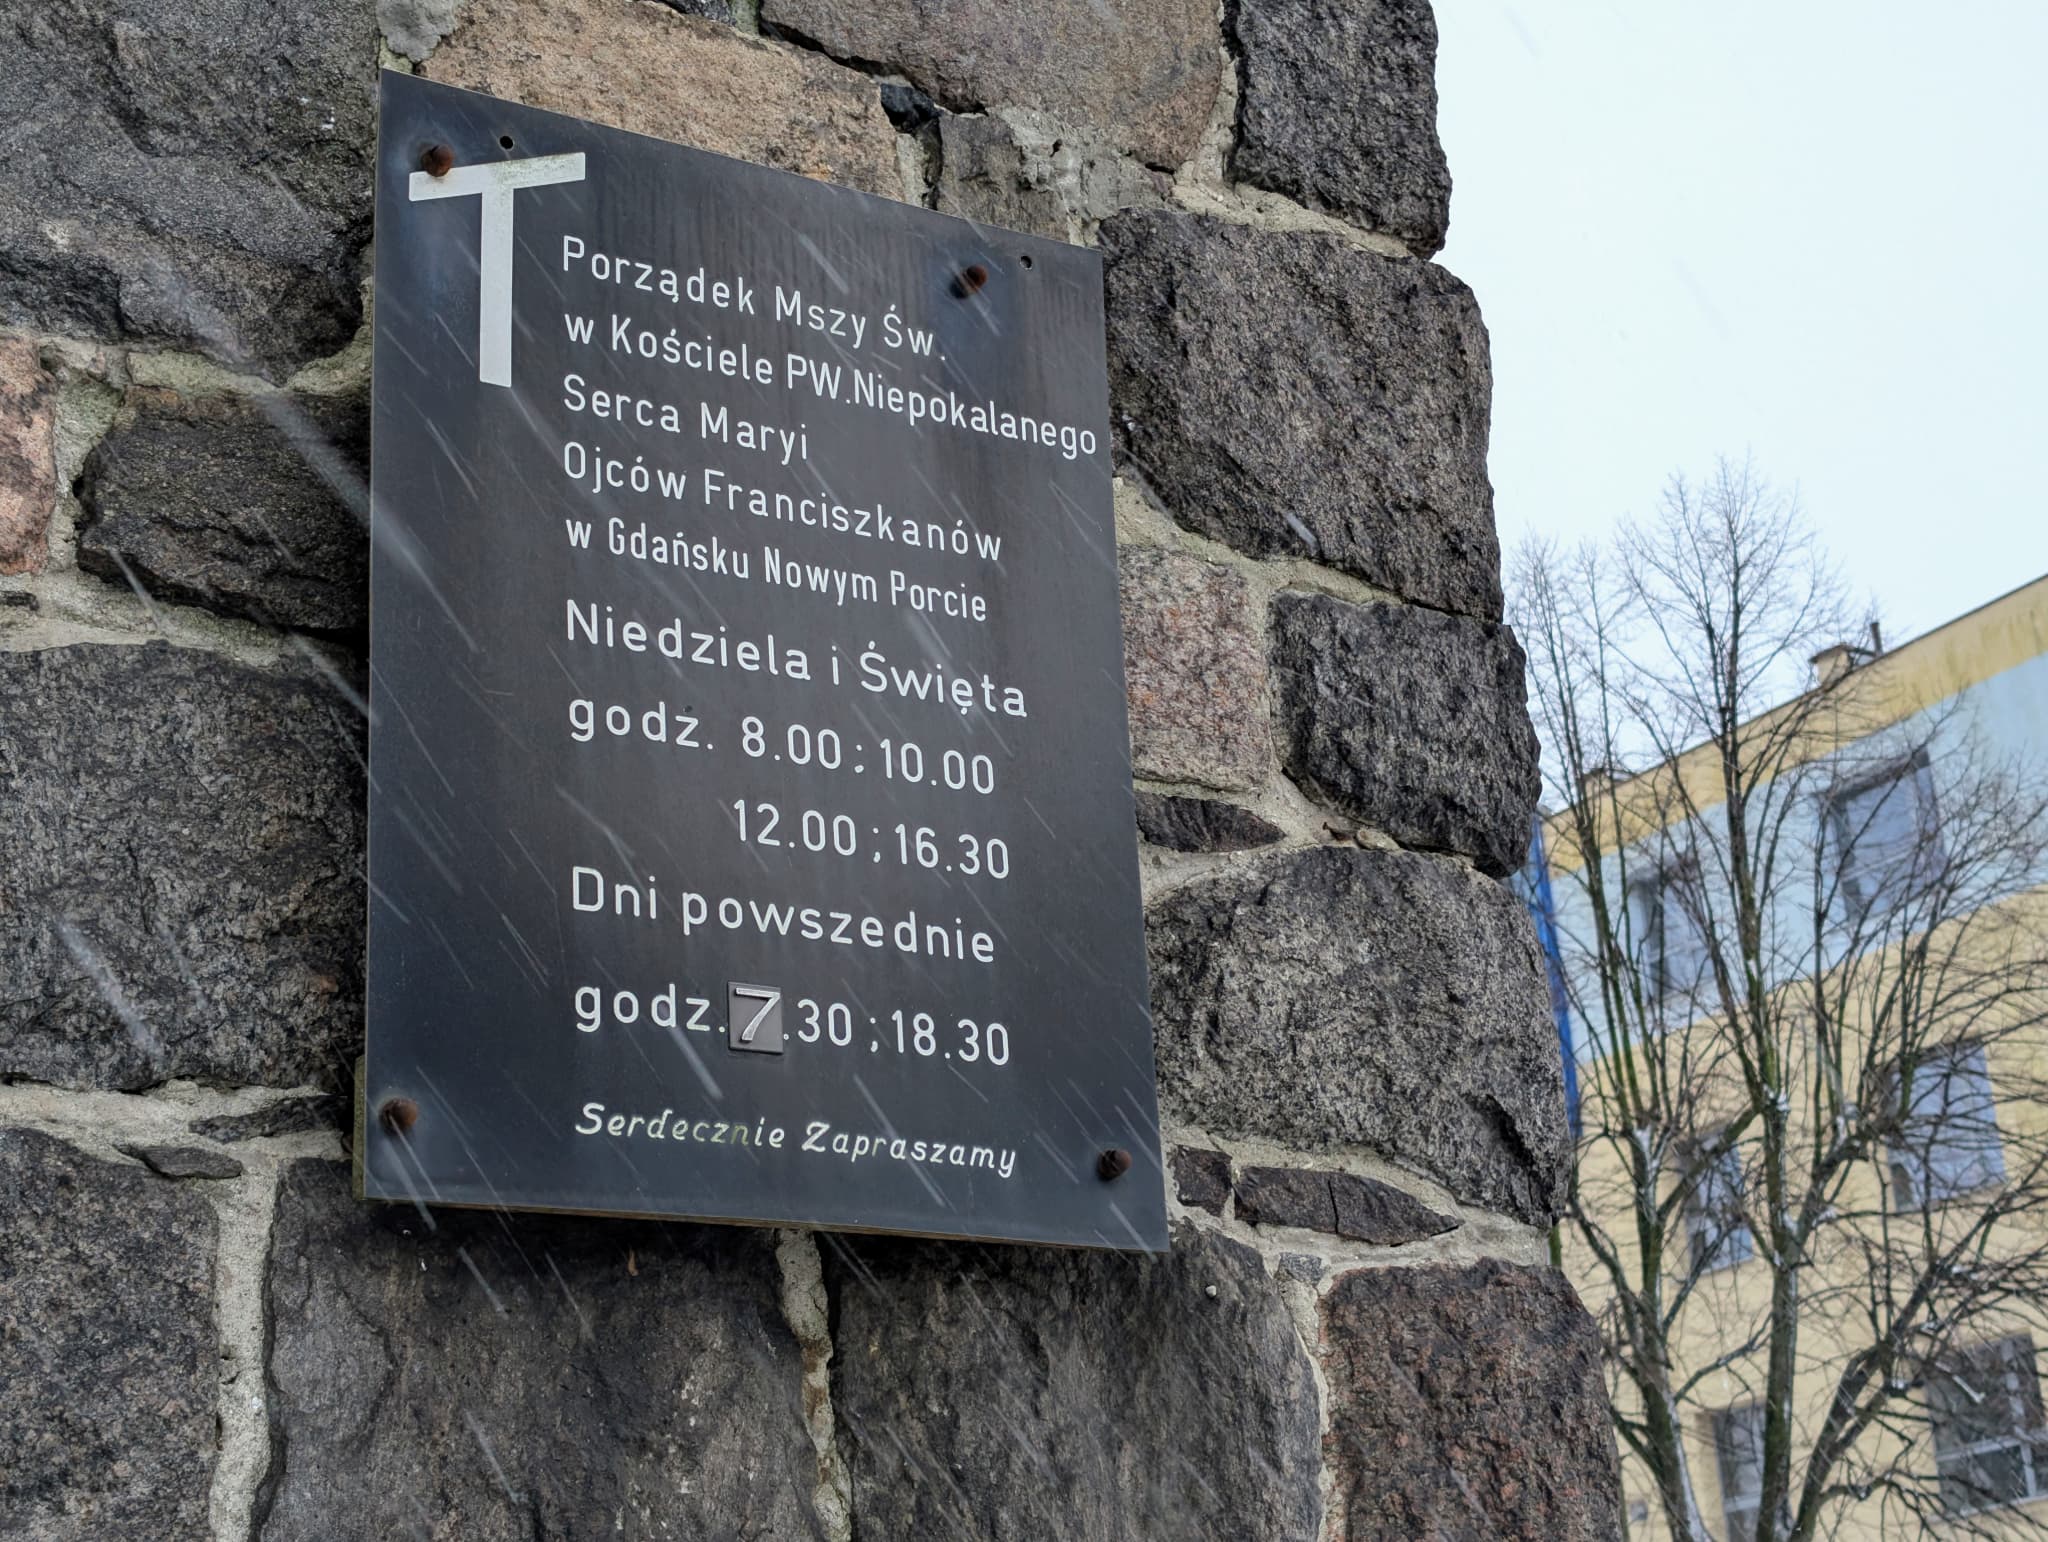 T
Porządek Mszy Św.
w Kościele PW.Niepokalanego
Serca Maryi
Ojców Franciszkanów
w Gdańsku Nowym Porcie
Niedziela i Święta
godz. 8.00 ; 10.00
12.00 ; 16.30
Dni powszednie
godz. 7.30 ; 18.30
Serdecznie Zapraszamy